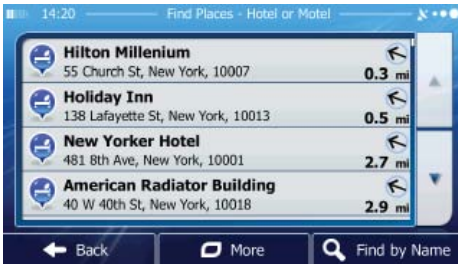 14:20 Find Places - Hotel or Motel
Hilton Millenium
55 Church St, New York, 10007
0.3 mi
Holiday Inn
138 Lafayette St, New York, 10013
0.5 mi
New Yorker Hotel
481 8th Ave, New York, 10001
2.7 mi
American Radiator Building
40 W 40th St, New York, 10018
2.9 mi
Back More Find by Name